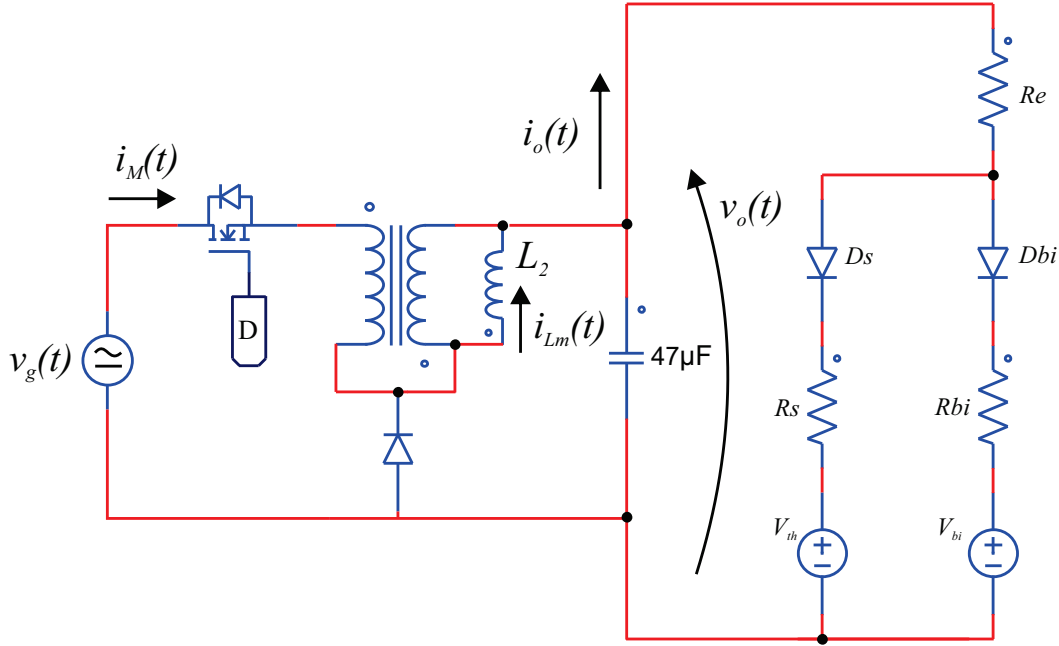 i_M(t)
i_o(t)
Re
v_o(t)
L_2
Ds
Dbi
D
i_Lm(t)
v_g(t)
47µF
Rs
Rbi
V_th
V_bi